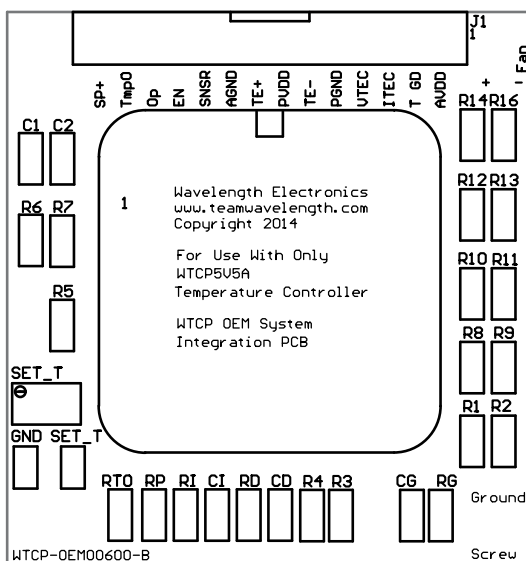 J1
1
Fan
+ -
SP+
TmpO
Op
EN
SNSR
AGND
TE+
PVDD
TE-
PGND
VTEC
ITEC
T GD
AVDD
R14 R16
C1 C2
R12 R13
R6 R7
1
Wavelength Electronics
www.teamwavelength.com
Copyright 2014
For Use With Only
WTCP5V5A
Temperature Controller
WTCP OEM System
Integration PCB
R10 R11
R5
R8 R9
SET_T
R1 R2
GND SET_T
RTO RP RI CI RD CD R4 R3 CG RG
Ground
WTCP-OEM00600-B
Screw